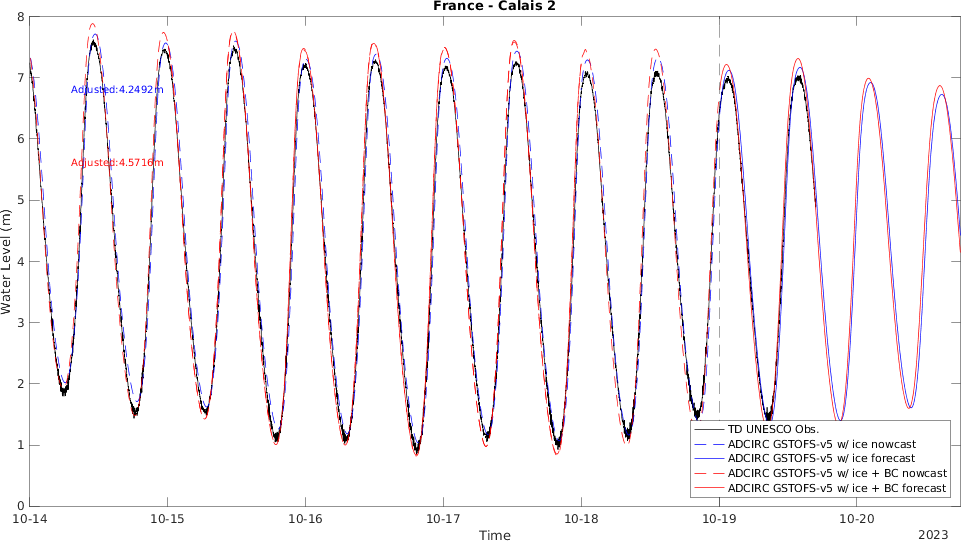 France - Calais 2
8
7
6
5
4
3
2
1
0
Water Level (m)
Adjusted:4.2492m
Adjusted:4.5716m
TD UNESCO Obs.
ADCIRC GSTOFS-v5 w/ ice nowcast
ADCIRC GSTOFS-v5 w/ ice forecast
ADCIRC GSTOFS-v5 w/ ice + BC nowcast
ADCIRC GSTOFS-v5 w/ ice + BC forecast
10-14 10-15 10-16 10-17 10-18 10-19 10-20
Time
2023